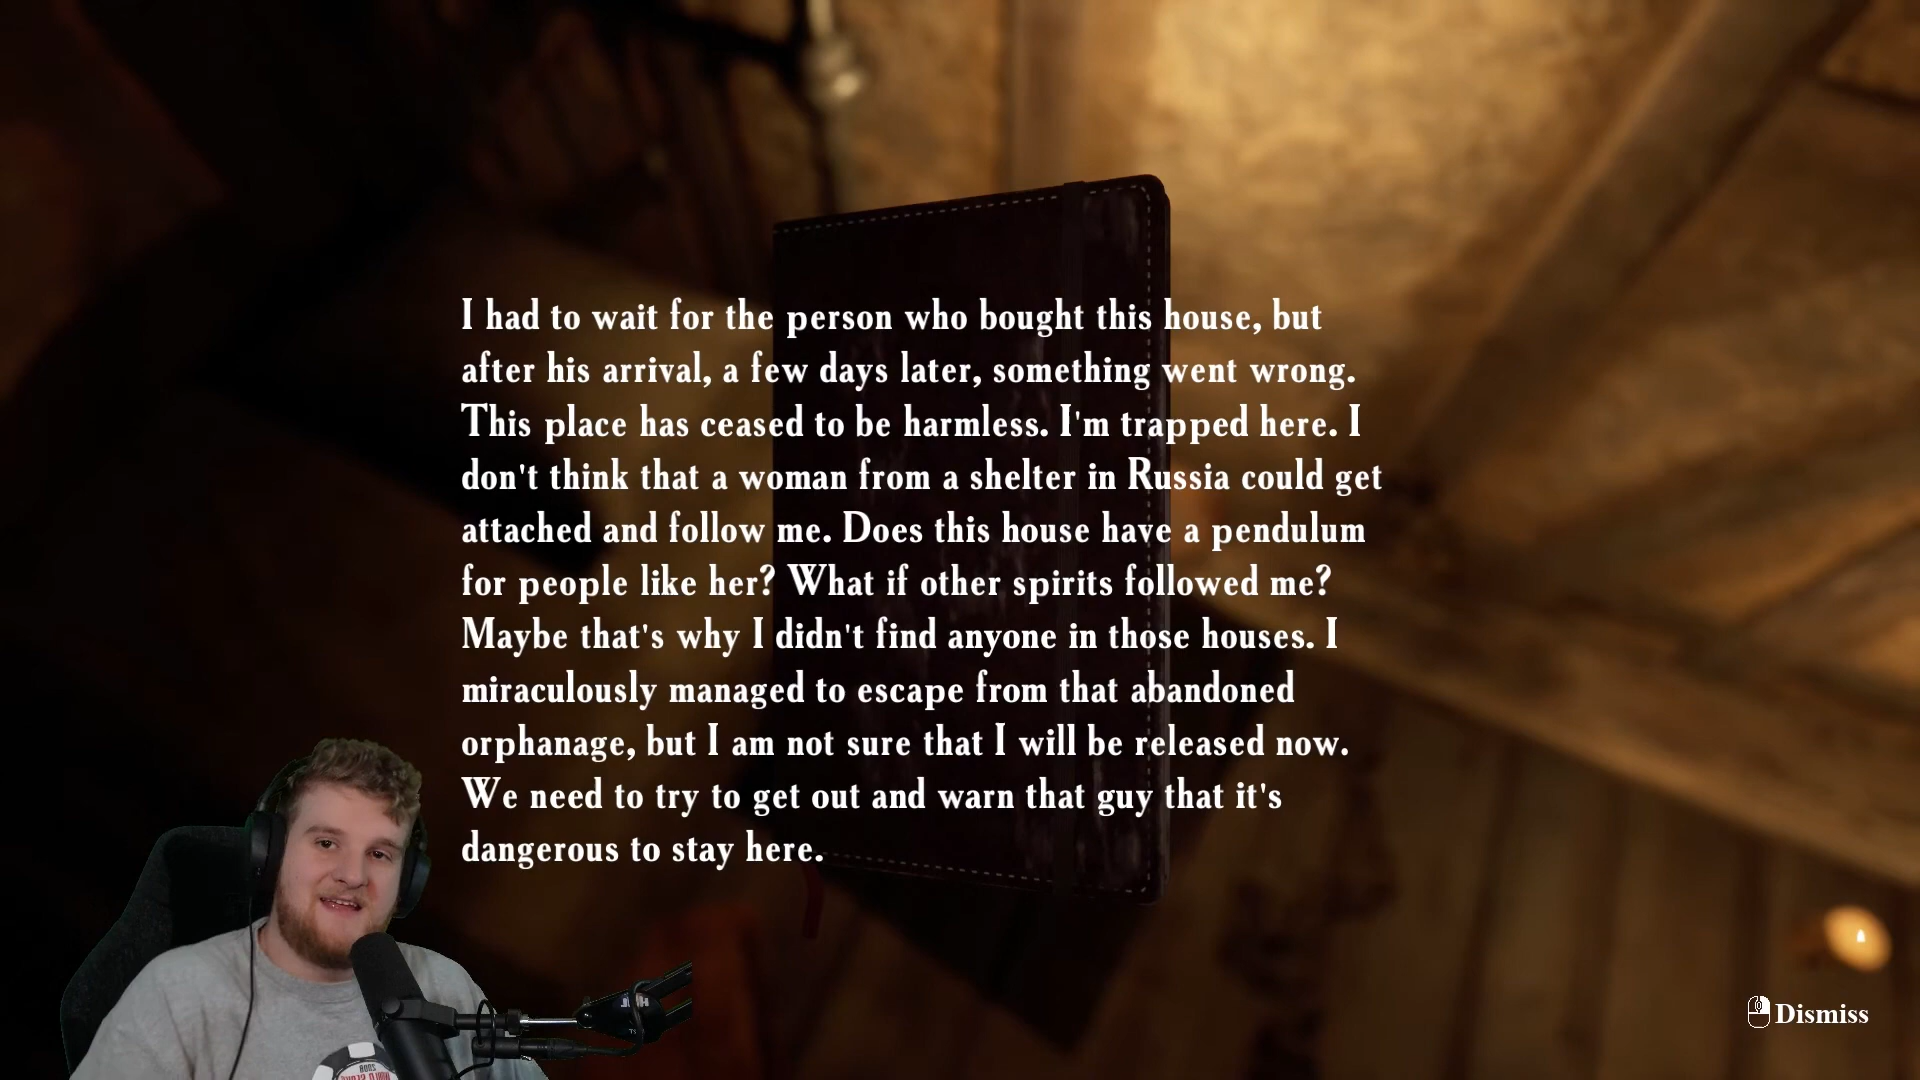 I had to wait for the person who bought this house, but
after his arrival, a few days later, something went wrong.
This place has ceased to be harmless. I'm trapped here. I
don't think that a woman from a shelter in Russia could get
attached and follow me. Does this house have a pendulum
for people like her? What if other spirits followed me?
Maybe that's why I didn't find anyone in those houses. I
miraculously managed to escape from that abandoned
orphanage, but I am not sure that I will be released now.
We need to try to get out and warn that guy that it's
dangerous to stay here.
Dismiss